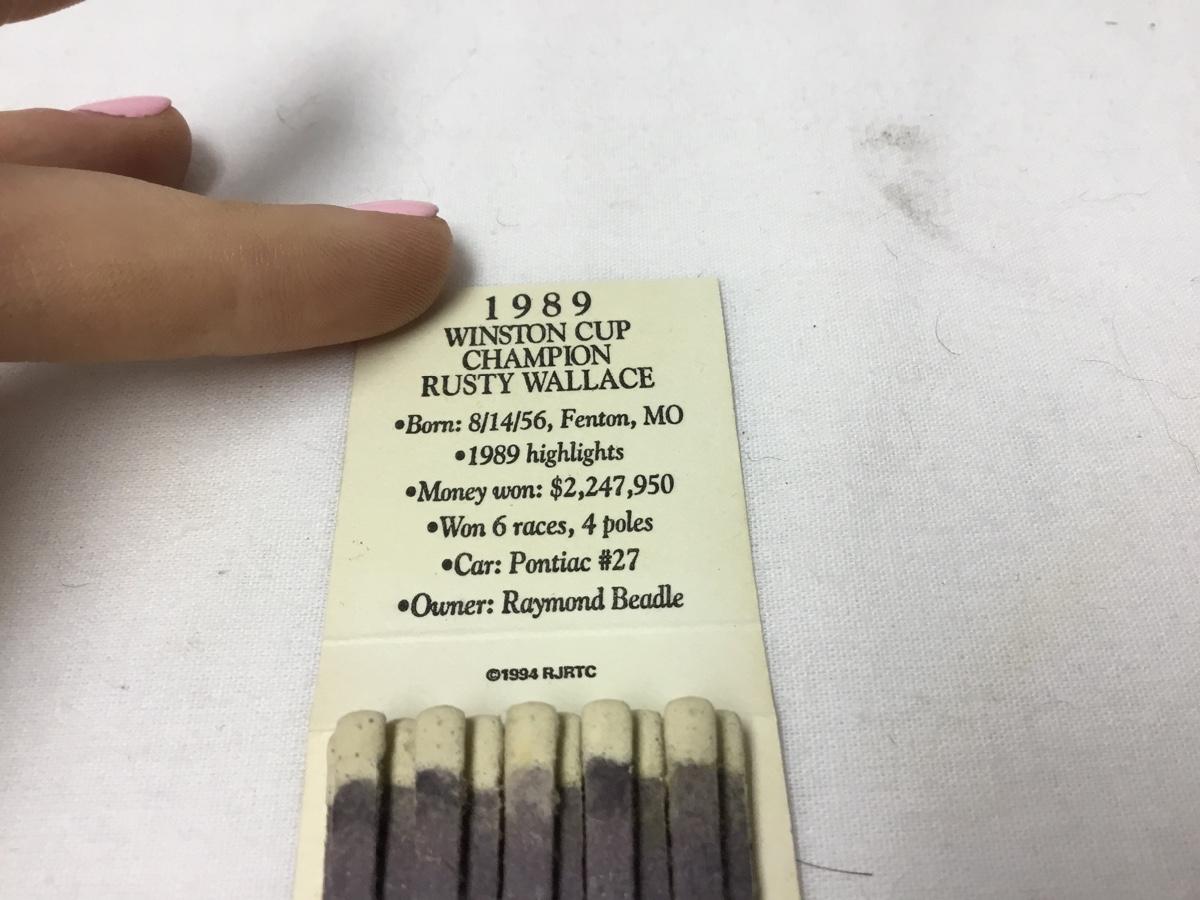 1989
WINSTON CUP
CHAMPION
RUSTY WALLACE
•Born: 8/14/56, Fenton, MO
•1989 highlights
•Money won: $2,247,950
•Won 6 races, 4 poles
•Car: Pontiac #27
•Owner: Raymond Beadle
©1994 RJRTC